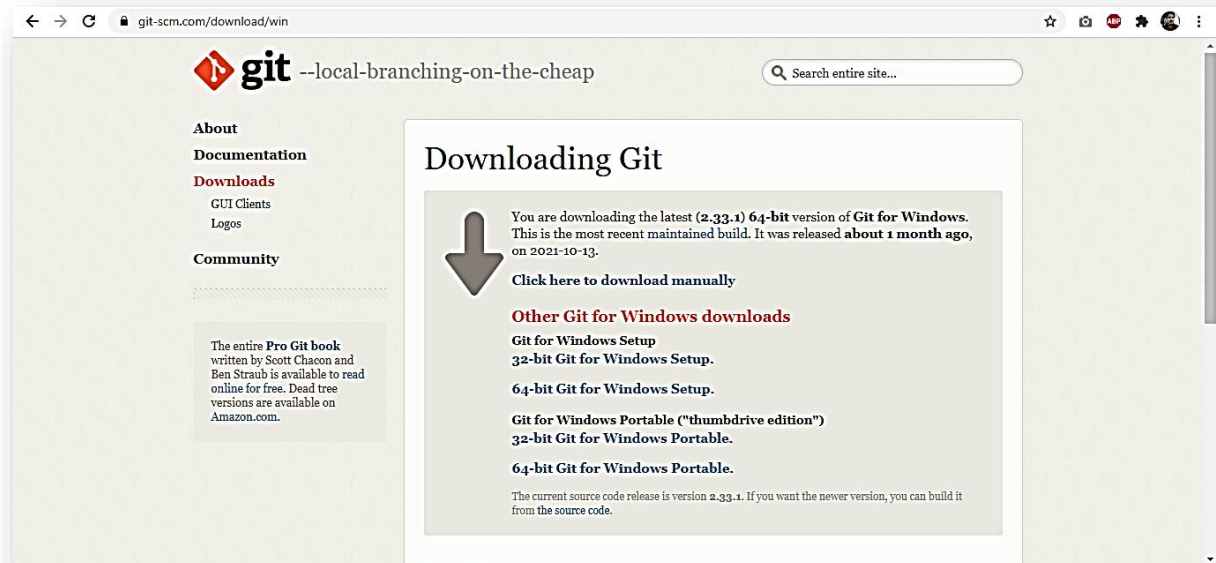 git-scm.com/download/win
ABP
git --local-branching-on-the-cheap
Search entire site...
About
Documentation
Downloads
GUI Clients
Logos
Community
The entire Pro Git book
written by Scott Chacon and
Ben Straub is available to read
online for free. Dead tree
versions are available on
Amazon.com.
Downloading Git
You are downloading the latest (2.33.1) 64-bit version of Git for Windows.
This is the most recent maintained build. It was released about 1 month ago,
on 2021-10-13.
Click here to download manually
Other Git for Windows downloads
Git for Windows Setup
32-bit Git for Windows Setup.
64-bit Git for Windows Setup.
Git for Windows Portable ("thumbdrive edition")
32-bit Git for Windows Portable.
64-bit Git for Windows Portable.
The current source code release is version 2.33.1. If you want the newer version, you can build it
from the source code.